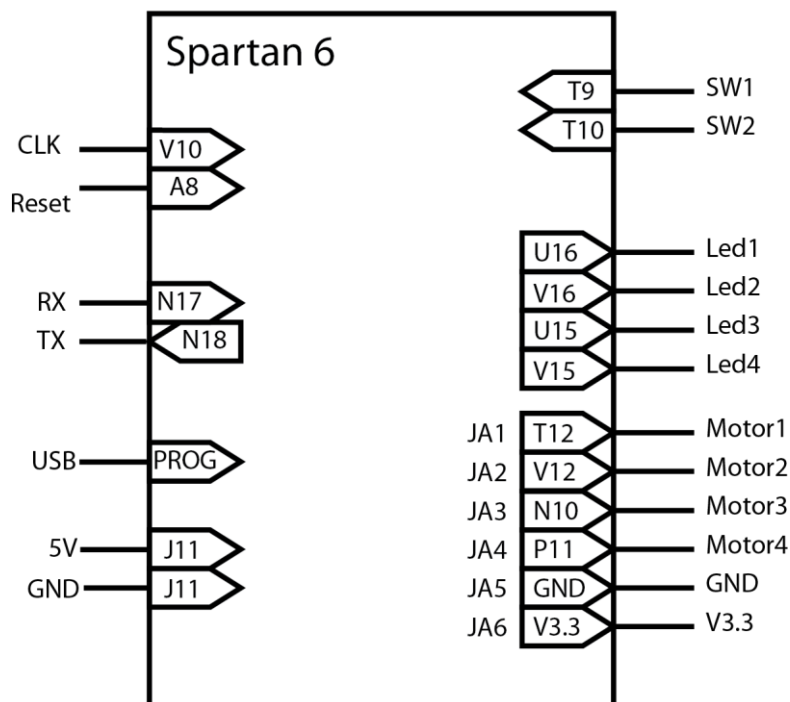 Spartan 6
T9 SW1
T10 SW2
CLK V10
Reset A8
U16 Led1
V16 Led2
RX N17
U15 Led3
TX N18
V15 Led4
JA1 T12 Motor1
USB PROG
JA2 V12 Motor2
JA3 N10 Motor3
5V J11
JA4 P11 Motor4
GND J11
JA5 GND GND
JA6 V3.3 V3.3